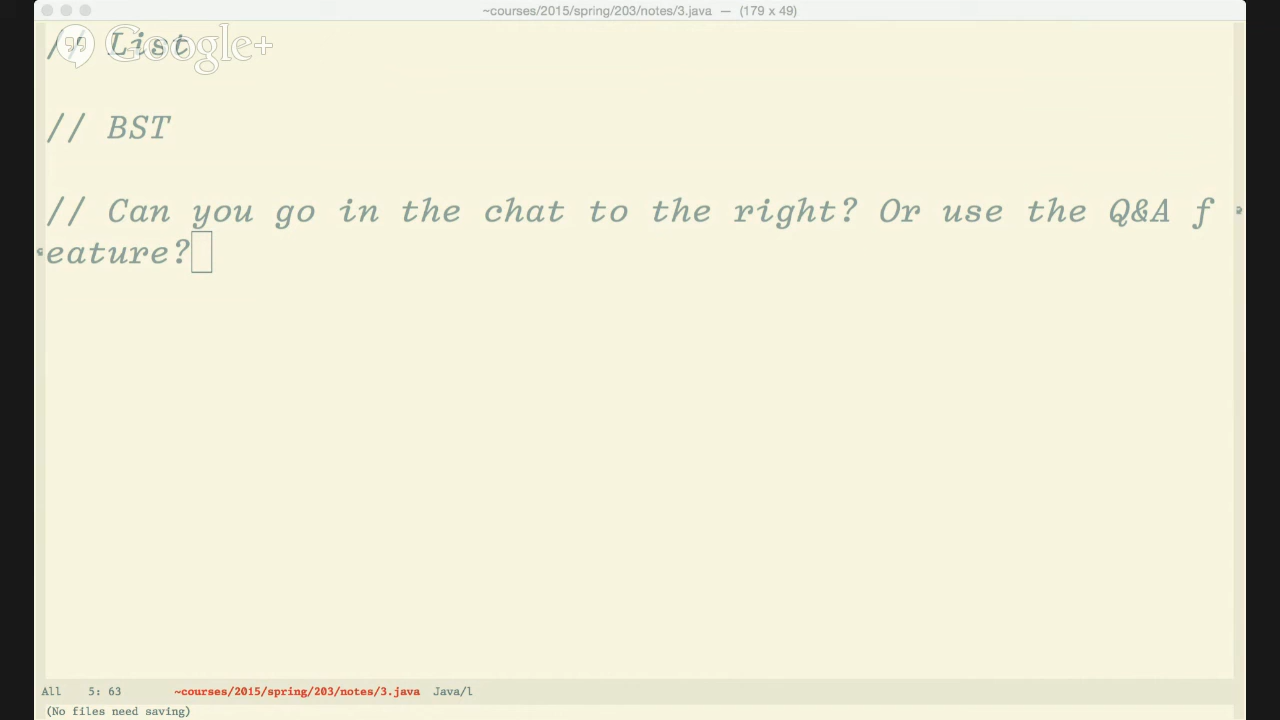 ~courses/2015/spring/203/notes/3.java — (179 x 49)
// List
Google+
// BST
// Can you go in the chat to the right? Or use the Q&A f
eature?
All 5: 63 ~courses/2015/spring/203/notes/3.java Java/l
(No files need saving)